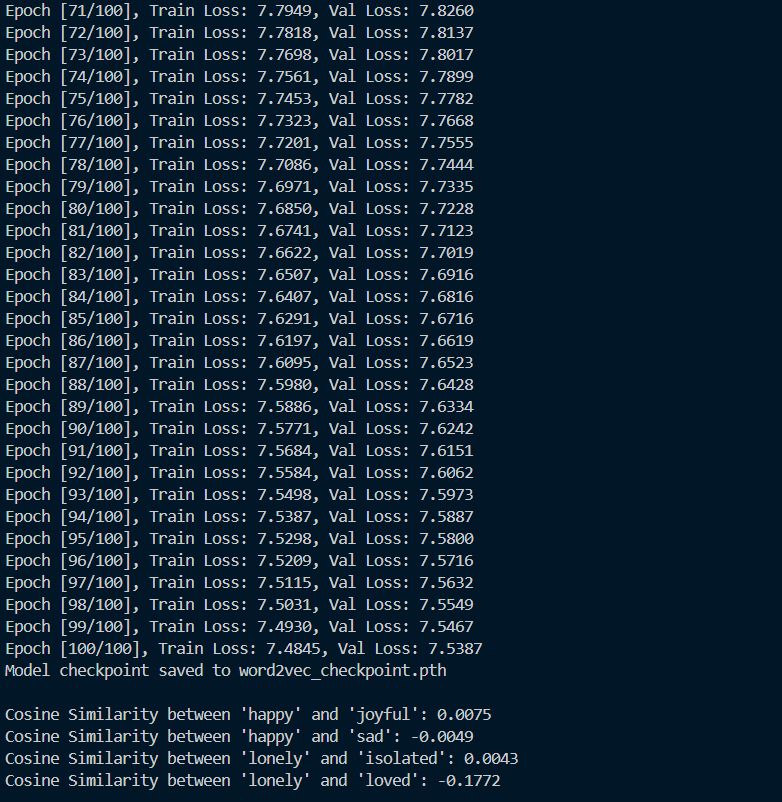 Epoch [71/100], Train Loss: 7.7949, Val Loss: 7.8260
Epoch [72/100], Train Loss: 7.7818, Val Loss: 7.8137
Epoch [73/100], Train Loss: 7.7698, Val Loss: 7.8017
Epoch [74/100], Train Loss: 7.7561, Val Loss: 7.7899
Epoch [75/100], Train Loss: 7.7453, Val Loss: 7.7782
Epoch [76/100], Train Loss: 7.7323, Val Loss: 7.7668
Epoch [77/100], Train Loss: 7.7201, Val Loss: 7.7555
Epoch [78/100], Train Loss: 7.7086, Val Loss: 7.7444
Epoch [79/100], Train Loss: 7.6971, Val Loss: 7.7335
Epoch [80/100], Train Loss: 7.6850, Val Loss: 7.7228
Epoch [81/100], Train Loss: 7.6741, Val Loss: 7.7123
Epoch [82/100], Train Loss: 7.6622, Val Loss: 7.7019
Epoch [83/100], Train Loss: 7.6507, Val Loss: 7.6916
Epoch [84/100], Train Loss: 7.6407, Val Loss: 7.6816
Epoch [85/100], Train Loss: 7.6291, Val Loss: 7.6716
Epoch [86/100], Train Loss: 7.6197, Val Loss: 7.6619
Epoch [87/100], Train Loss: 7.6095, Val Loss: 7.6523
Epoch [88/100], Train Loss: 7.5980, Val Loss: 7.6428
Epoch [89/100], Train Loss: 7.5886, Val Loss: 7.6334
Epoch [90/100], Train Loss: 7.5771, Val Loss: 7.6242
Epoch [91/100], Train Loss: 7.5684, Val Loss: 7.6151
Epoch [92/100], Train Loss: 7.5584, Val Loss: 7.6062
Epoch [93/100], Train Loss: 7.5498, Val Loss: 7.5973
Epoch [94/100], Train Loss: 7.5387, Val Loss: 7.5887
Epoch [95/100], Train Loss: 7.5298, Val Loss: 7.5800
Epoch [96/100], Train Loss: 7.5209, Val Loss: 7.5716
Epoch [97/100], Train Loss: 7.5115, Val Loss: 7.5632
Epoch [98/100], Train Loss: 7.5031, Val Loss: 7.5549
Epoch [99/100], Train Loss: 7.4930, Val Loss: 7.5467
Epoch [100/100], Train Loss: 7.4845, Val Loss: 7.5387
Model checkpoint saved to word2vec_checkpoint.pth
Cosine Similarity between 'happy' and 'joyful': 0.0075
Cosine Similarity between 'happy' and 'sad': -0.0049
Cosine Similarity between 'lonely' and 'isolated': 0.0043
Cosine Similarity between 'lonely' and 'loved': -0.1772